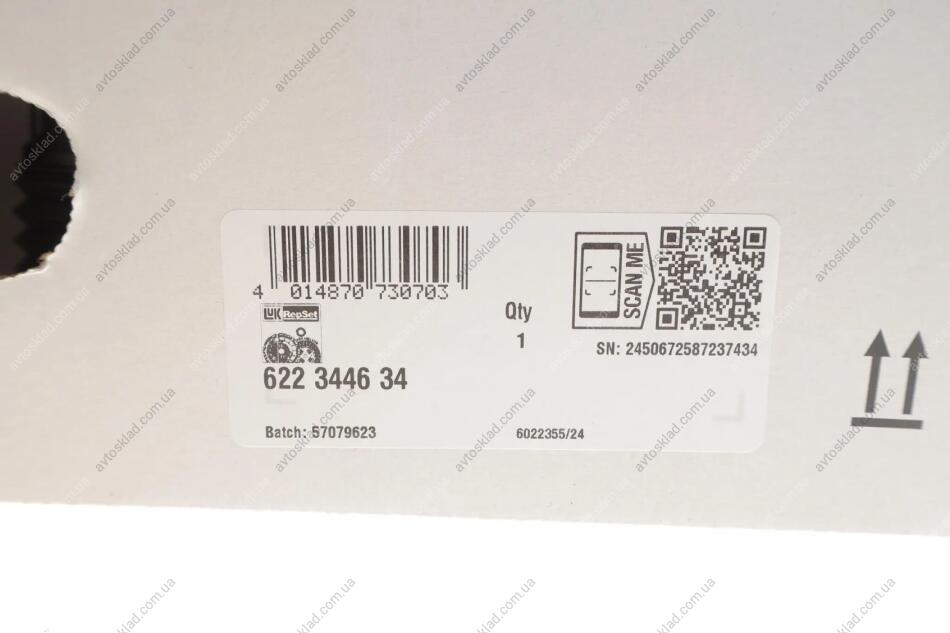 4 014870 730703
LUK RepSet
622 3446 34
Batch: 57079623
Qty
1
6022355/24
SCAN ME
SN: 2450672587237434
avtosklad.com.ua